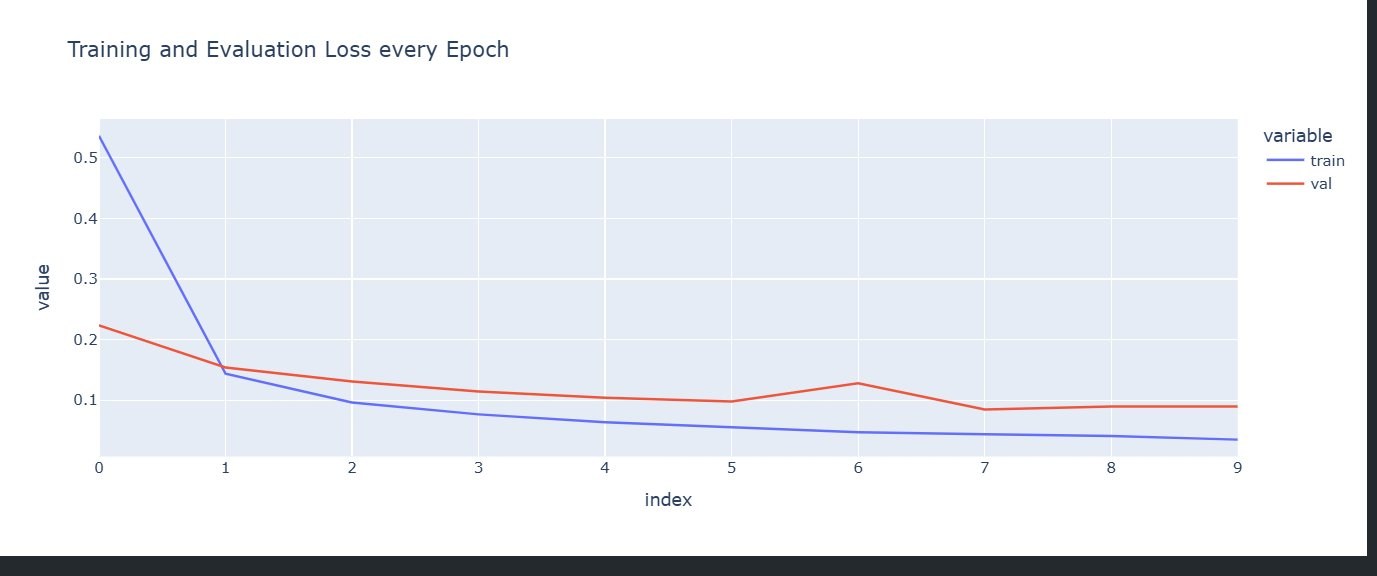 Training and Evaluation Loss every Epoch
variable
train
val
value
0.5
0.4
0.3
0.2
0.1
0 1 2 3 4 5 6 7 8 9
index